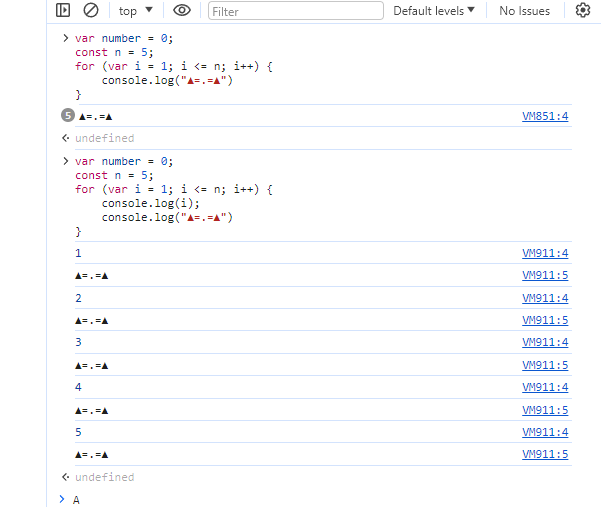 top ▼ Filter Default levels ▼ No Issues
var number = 0;
const n = 5;
for (var i = 1; i <= n; i++) {
    console.log("▲=.=▲")
}
5 ▲=.=▲ VM851:4
undefined
var number = 0;
const n = 5;
for (var i = 1; i <= n; i++) {
    console.log(i);
    console.log("▲=.=▲")
}
1 VM911:4
▲=.=▲ VM911:5
2 VM911:4
▲=.=▲ VM911:5
3 VM911:4
▲=.=▲ VM911:5
4 VM911:4
▲=.=▲ VM911:5
5 VM911:4
▲=.=▲ VM911:5
undefined
A